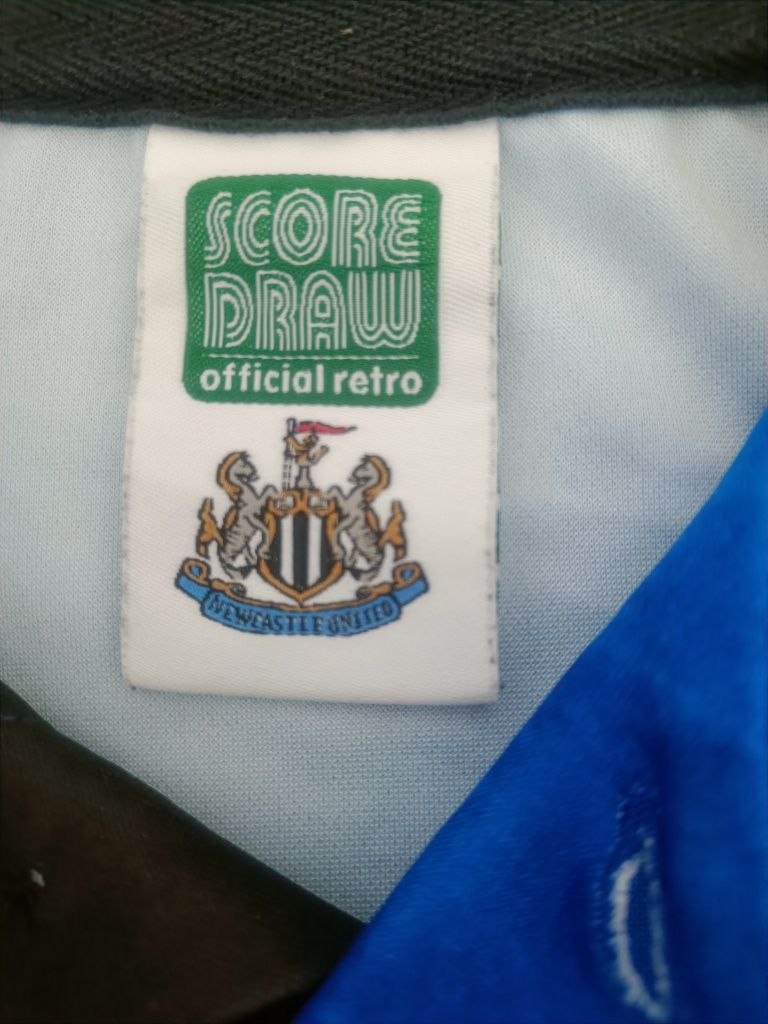 SCORE
DRAW
official retro
NEWCASTLE UNITED